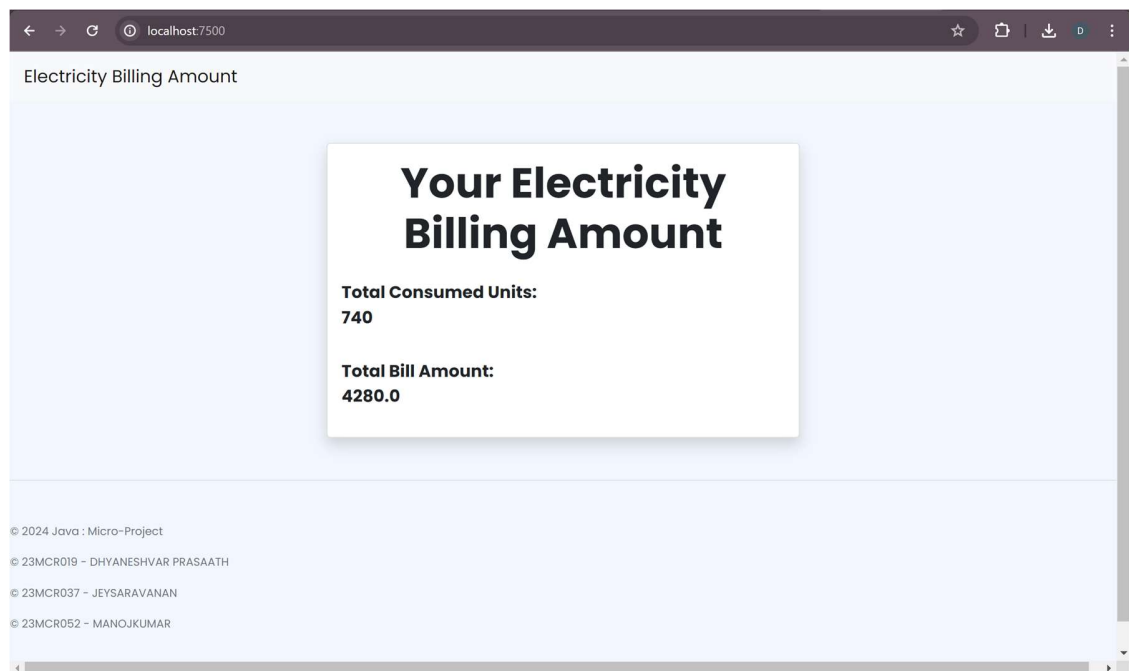 localhost:7500
D
Electricity Billing Amount
Your Electricity
Billing Amount
Total Consumed Units:
740
Total Bill Amount:
4280.0
© 2024 Java : Micro-Project
© 23MCR019 - DHYANESHVAR PRASAATH
© 23MCR037 - JEYSARAVANAN
© 23MCR052 - MANOJKUMAR